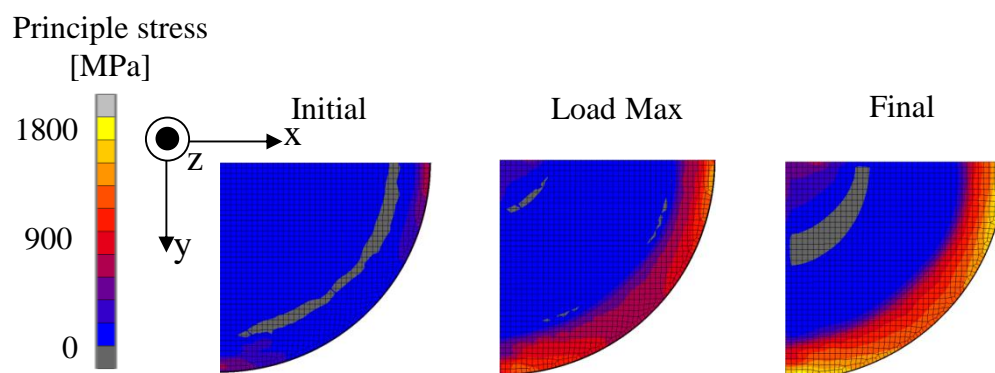 Principle stress
[MPa]
1800
900
0
x
z
y
Initial
Load Max
Final